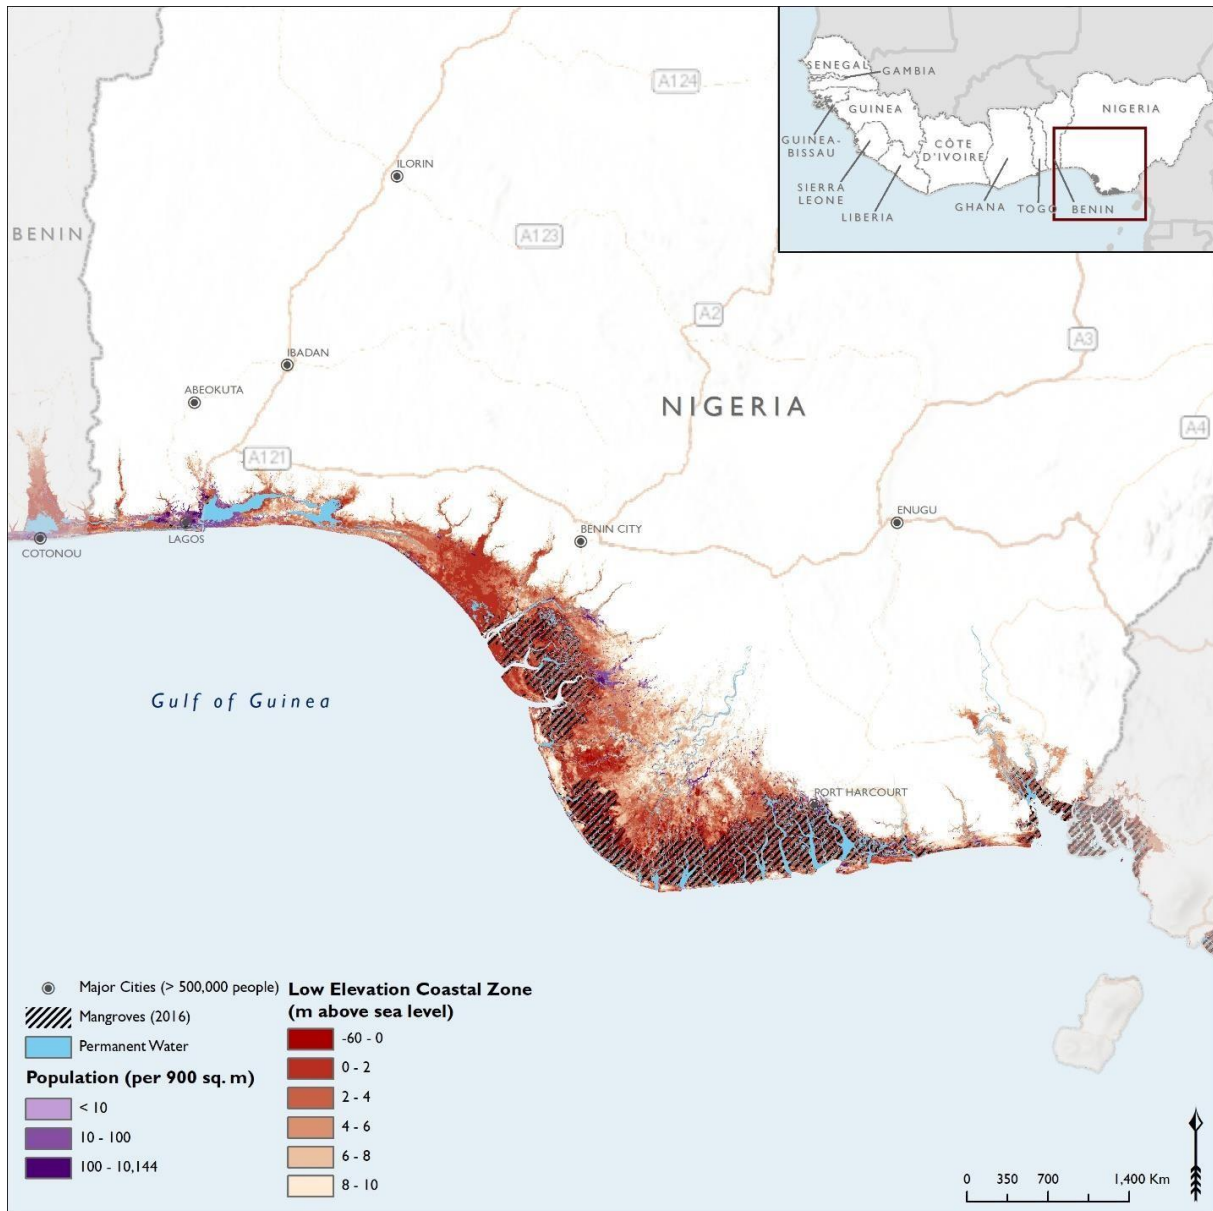 SENEGAL
GAMBIA
GUINEA
NIGERIA
GUINEA-
BISSAU
CÔTE
D'IVOIRE
SIERRA
LEONE
LIBERIA
GHANA
TOGO
BENIN
A124
ILORIN
BENIN
A123
A2
A3
IBADAN
ABEOKUTA
NIGERIA
A4
A121
ENUGU
BENIN CITY
LAGOS
COTONOU
Gulf of Guinea
PORT HARCOURT
Major Cities (> 500,000 people)
Mangroves (2016)
Permanent Water
Population (per 900 sq. m)
< 10
10 - 100
100 - 10,144
Low Elevation Coastal Zone
(m above sea level)
-60 - 0
0 - 2
2 - 4
4 - 6
6 - 8
8 - 10
0 350 700 1,400 Km